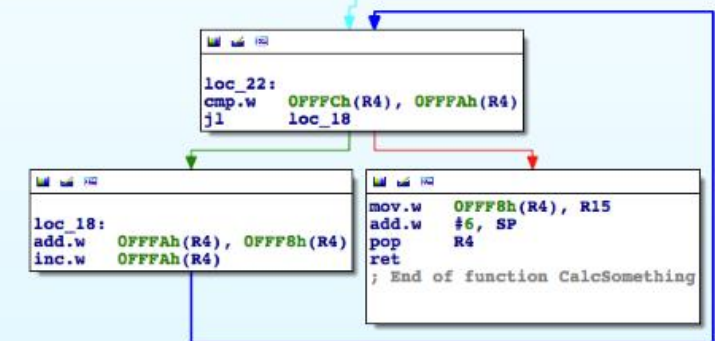 loc_22:
cmp.w 0FFFCh(R4), 0FFFAh(R4)
jl loc_18
loc_18:
add.w 0FFFAh(R4), 0FFF8h(R4)
inc.w 0FFFAh(R4)
mov.w 0FFF8h(R4), R15
add.w #6, SP
pop R4
ret
; End of function CalcSomething